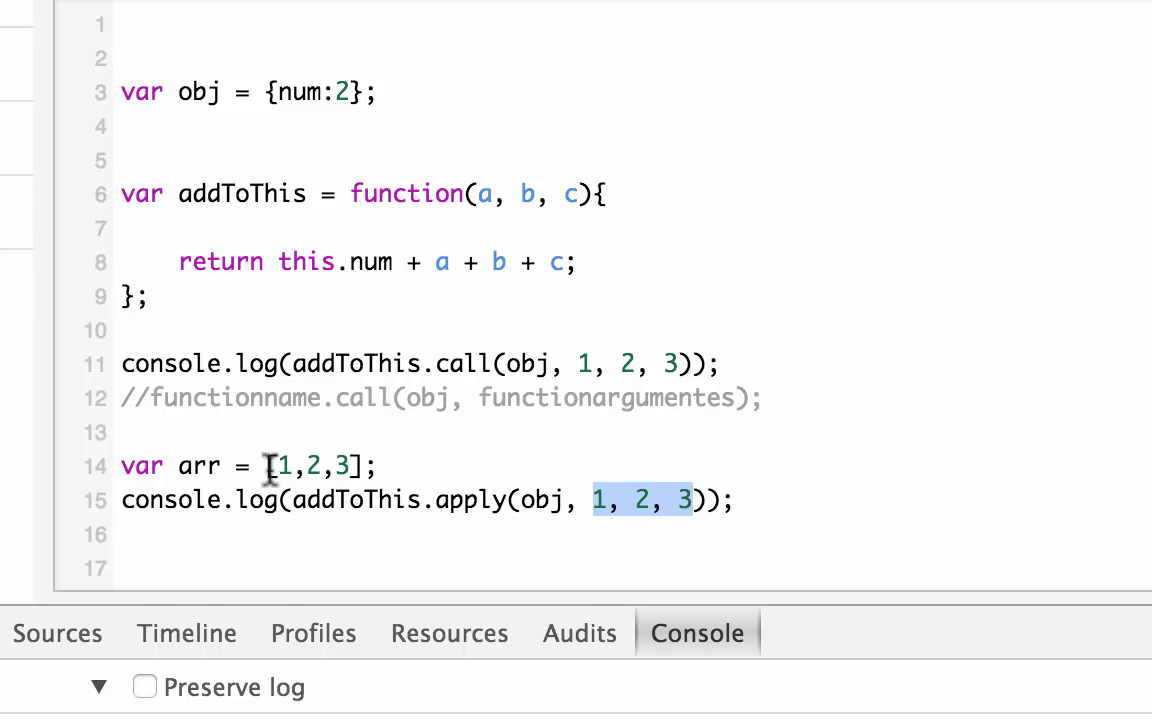 1
2
3 var obj = {num:2};
4
5
6 var addToThis = function(a, b, c){
7
8 return this.num + a + b + c;
9 };
10
11 console.log(addToThis.call(obj, 1, 2, 3));
12 //functionname.call(obj, functionargumentes);
13
14 var arr = [1,2,3];
15 console.log(addToThis.apply(obj, 1, 2, 3));
16
17
Sources Timeline Profiles Resources Audits Console
▼ Preserve log